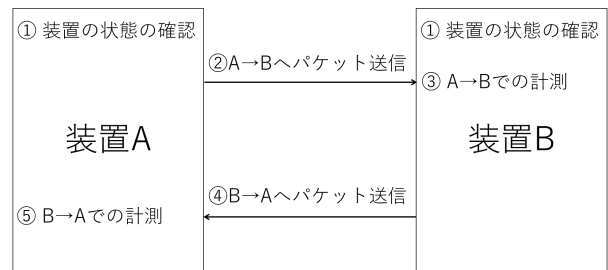 ① 装置の状態の確認
① 装置の状態の確認
②A→Bへパケット送信
③ A→Bでの計測
装置A
装置B
④B→Aへパケット送信
⑤ B→Aでの計測